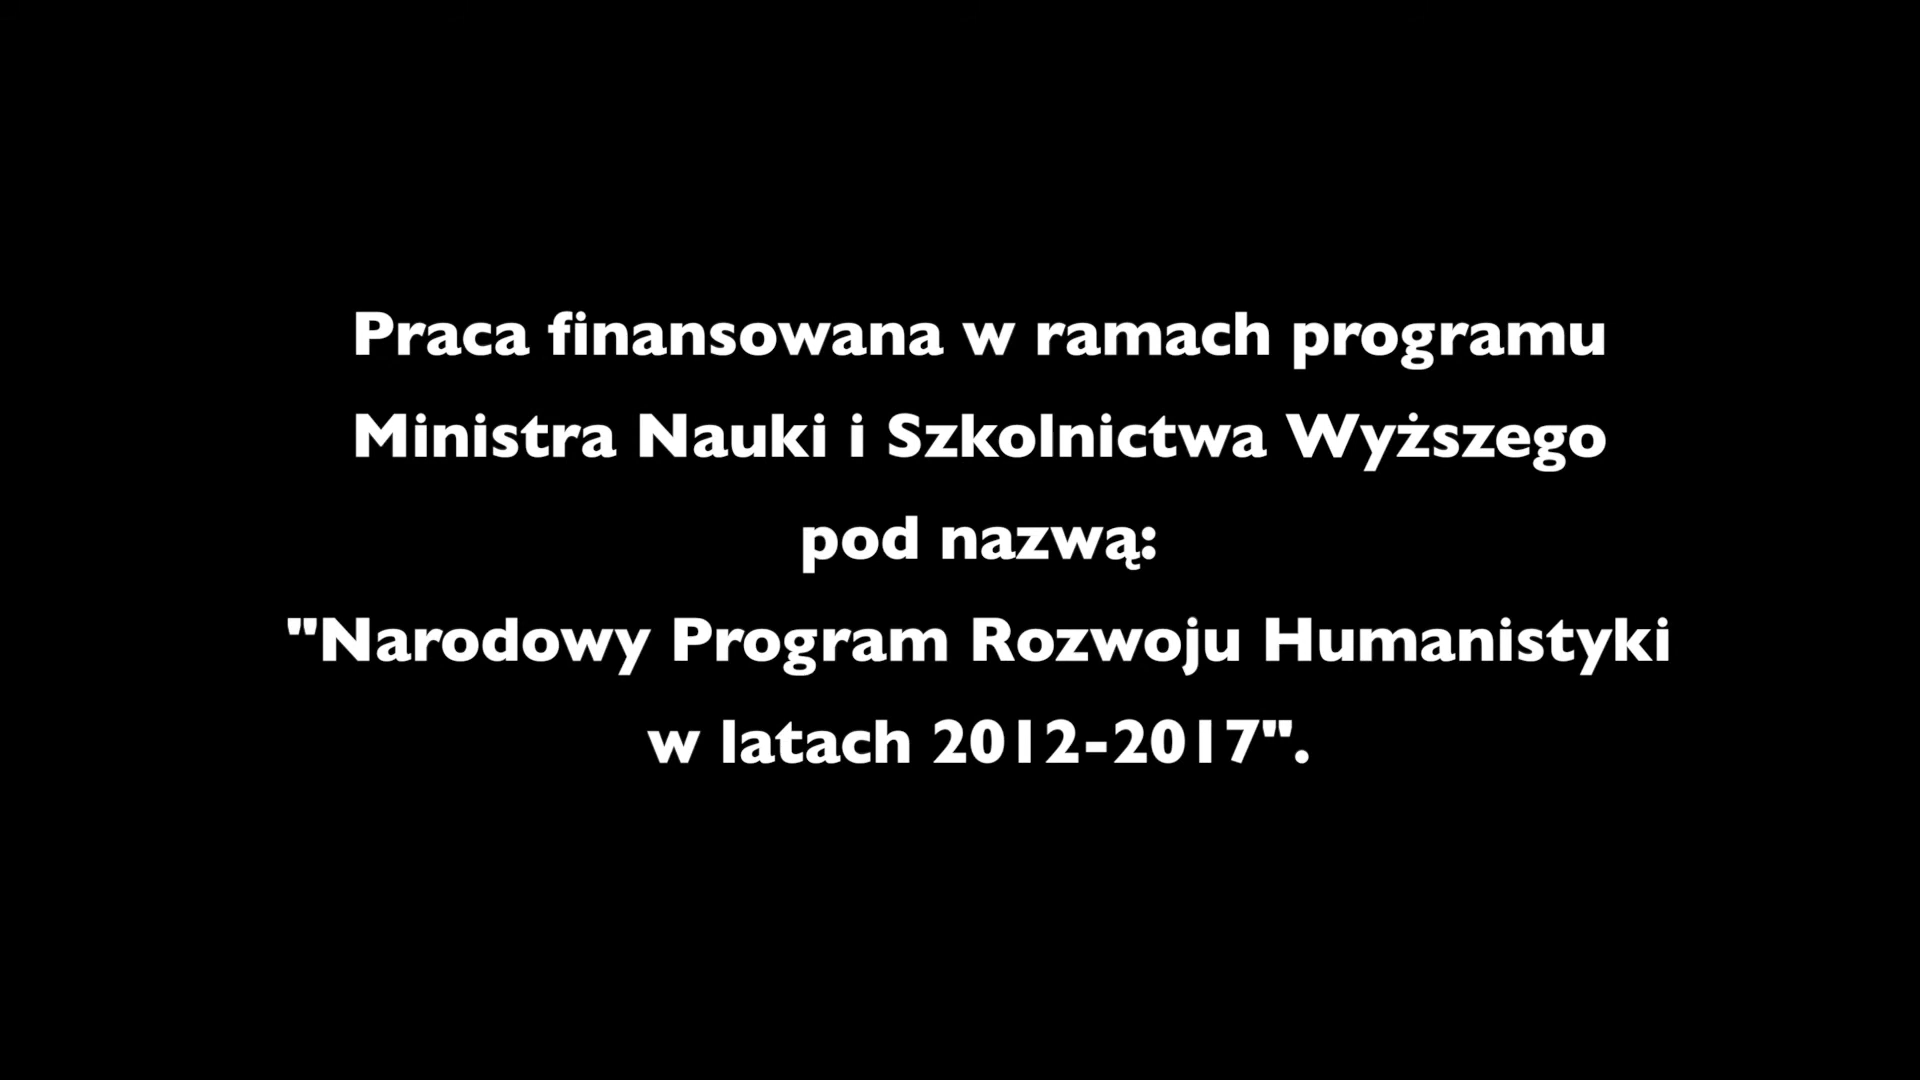 Praca finansowana w ramach programu
Ministra Nauki i Szkolnictwa Wyższego
pod nazwą:
"Narodowy Program Rozwoju Humanistyki
w latach 2012-2017".